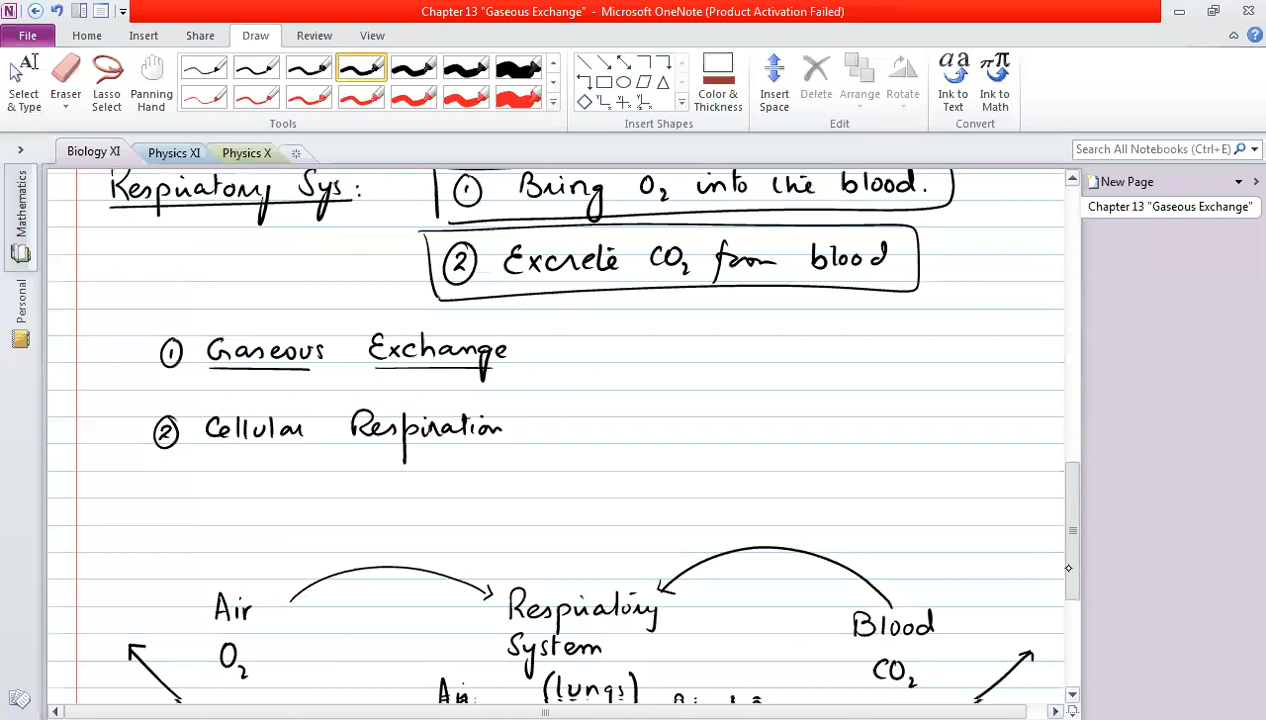 Chapter 13 "Gaseous Exchange" - Microsoft OneNote (Product Activation Failed)
File Home Insert Share Draw Review View
Select & Type
Eraser
Lasso Select
Panning Hand
Color & Thickness
Insert Space
Delete
Arrange
Rotate
Ink to Text
Ink to Math
Tools Insert Shapes Edit Convert
Biology XI Physics XI Physics X
Search All Notebooks (Ctrl+E)
New Page
Chapter 13 "Gaseous Exchange"
Mathematics
Personal
Respiratory Sys : ① Bring O₂ into the blood.
② Excrete CO₂ from blood
① Gaseous Exchange
② Cellular Respiration
Air Respiratory System Blood
O₂ CO₂
Air (lungs)